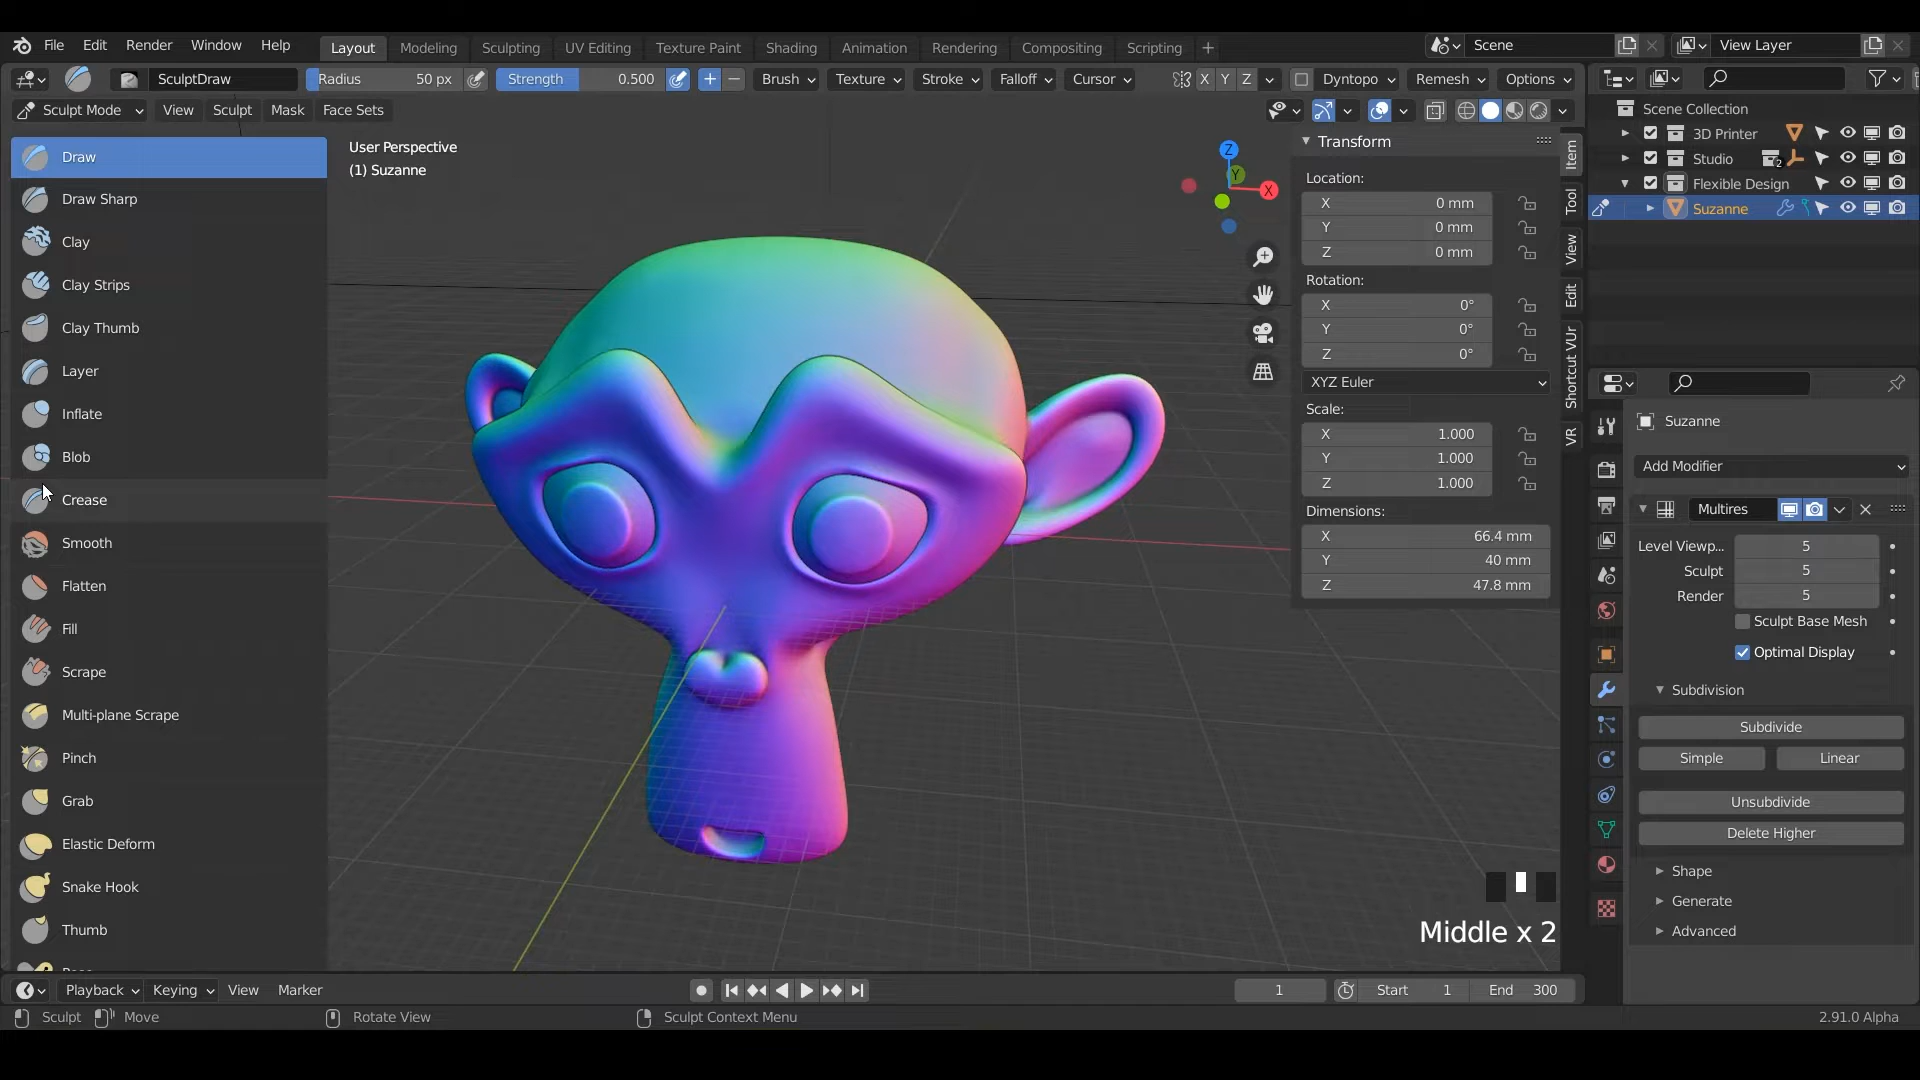 File Edit Render Window Help Layout Modeling Sculpting UV Editing Texture Paint Shading Animation Rendering Compositing Scripting + Scene View Layer
SculptDraw Radius 50 px Strength 0.500 + − Brush Texture Stroke Falloff Cursor X Y Z Dyntopo Remesh Options
Sculpt Mode View Sculpt Mask Face Sets
Draw
Draw Sharp
Clay
Clay Strips
Clay Thumb
Layer
Inflate
Blob
Crease
Smooth
Flatten
Fill
Scrape
Multi-plane Scrape
Pinch
Grab
Elastic Deform
Snake Hook
Thumb
User Perspective
(1) Suzanne
Z
Y
X
Transform
Location:
X 0 mm
Y 0 mm
Z 0 mm
Rotation:
X 0°
Y 0°
Z 0°
XYZ Euler
Scale:
X 1.000
Y 1.000
Z 1.000
Dimensions:
X 66.4 mm
Y 40 mm
Z 47.8 mm
Item
Tool
View
Edit
Shortcut VUr
VR
Scene Collection
3D Printer
Studio 2
Flexible Design
Suzanne
Suzanne
Add Modifier
Multires
Level Viewp... 5
Sculpt 5
Render 5
Sculpt Base Mesh
Optimal Display
Subdivision
Subdivide
Simple Linear
Unsubdivide
Delete Higher
Shape
Generate
Advanced
Middle x 2
Playback Keying View Marker 1 Start 1 End 300
Sculpt Move Rotate View Sculpt Context Menu 2.91.0 Alpha